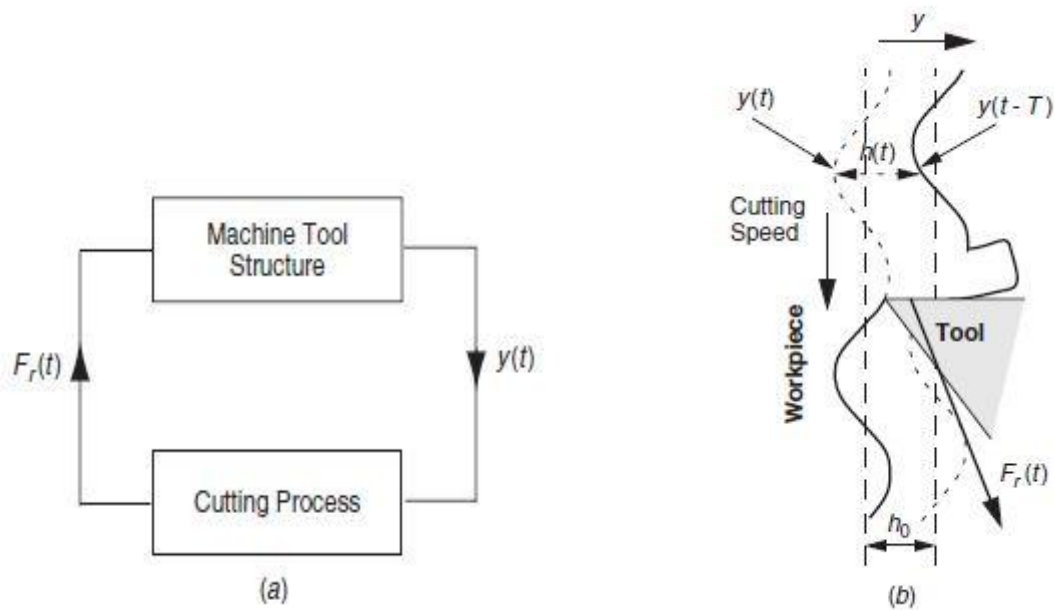 Machine Tool
Structure
F_r(t)
y(t)
Cutting Process
(a)
y
y(t)
y(t - T)
h(t)
Cutting
Speed
Workpiece
Tool
F_r(t)
h_0
(b)